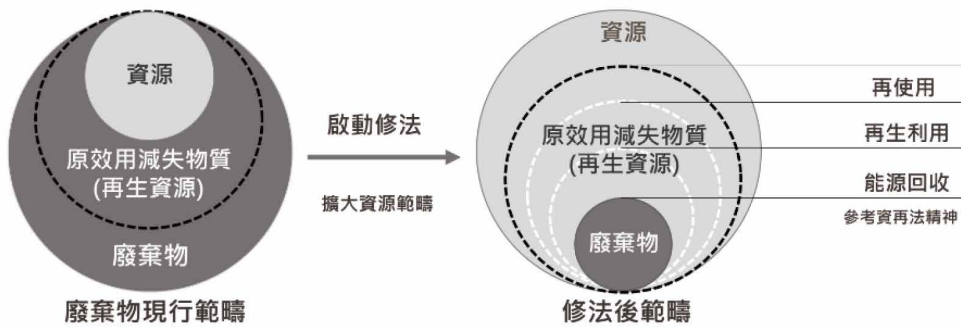 資源
原效用減失物質
(再生資源)
廢棄物
廢棄物現行範疇
啟動修法
擴大資源範疇
資源
原效用減失物質
(再生資源)
廢棄物
修法後範疇
再使用
再生利用
能源回收
參考資再法精神